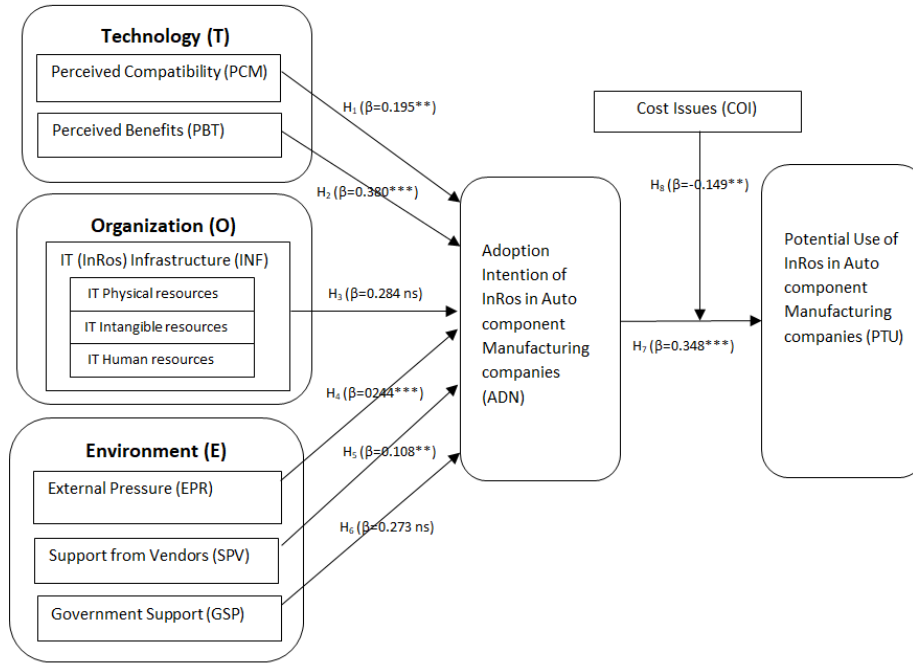 Technology (T)
Perceived Compatibility (PCM)
Perceived Benefits (PBT)
Organization (O)
IT (InRos) Infrastructure (INF)
IT Physical resources
IT Intangible resources
IT Human resources
Environment (E)
External Pressure (EPR)
Support from Vendors (SPV)
Government Support (GSP)
H₁ (β=0.195**)
H₂ (β=0.380***)
H₃ (β=0.284 ns)
H₄ (β=0244***)
H₅ (β=0.108**)
H₆ (β=0.273 ns)
Adoption
Intention of
InRos in Auto
component
Manufacturing
companies
(ADN)
Cost Issues (COI)
H₈ (β=-0.149**)
H₇ (β=0.348***)
Potential Use of
InRos in Auto
component
Manufacturing
companies (PTU)